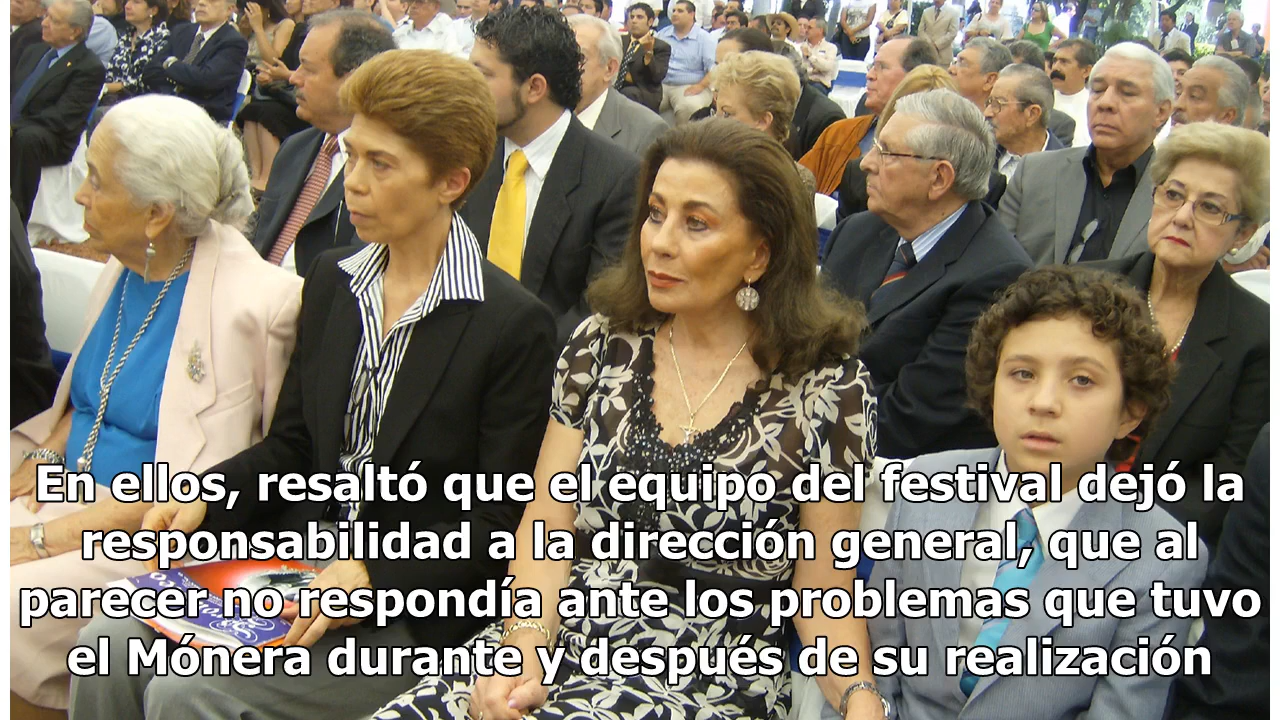 En ellos, resaltó que el equipo del festival dejó la
responsabilidad a la dirección general, que al
parecer no respondía ante los problemas que tuvo
el Mónera durante y después de su realización